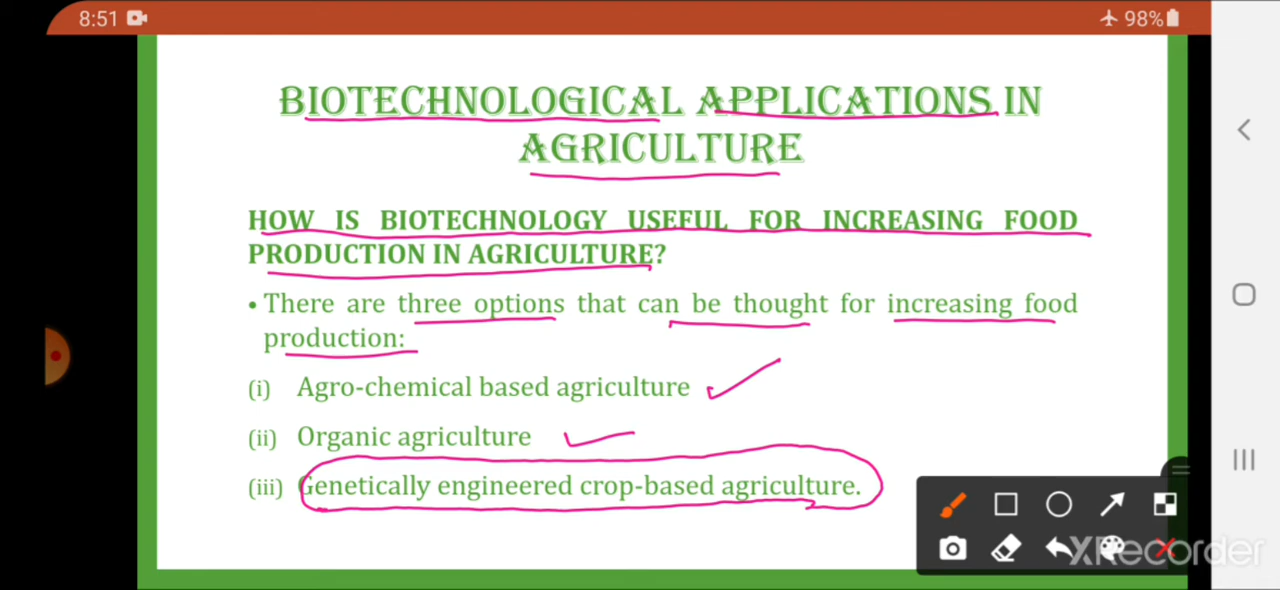 8:51
98%
BIOTECHNOLOGICAL APPLICATIONS IN
AGRICULTURE
HOW IS BIOTECHNOLOGY USEFUL FOR INCREASING FOOD
PRODUCTION IN AGRICULTURE?
• There are three options that can be thought for increasing food
production:
(i) Agro-chemical based agriculture
(ii) Organic agriculture
(iii) Genetically engineered crop-based agriculture.
XRecorder